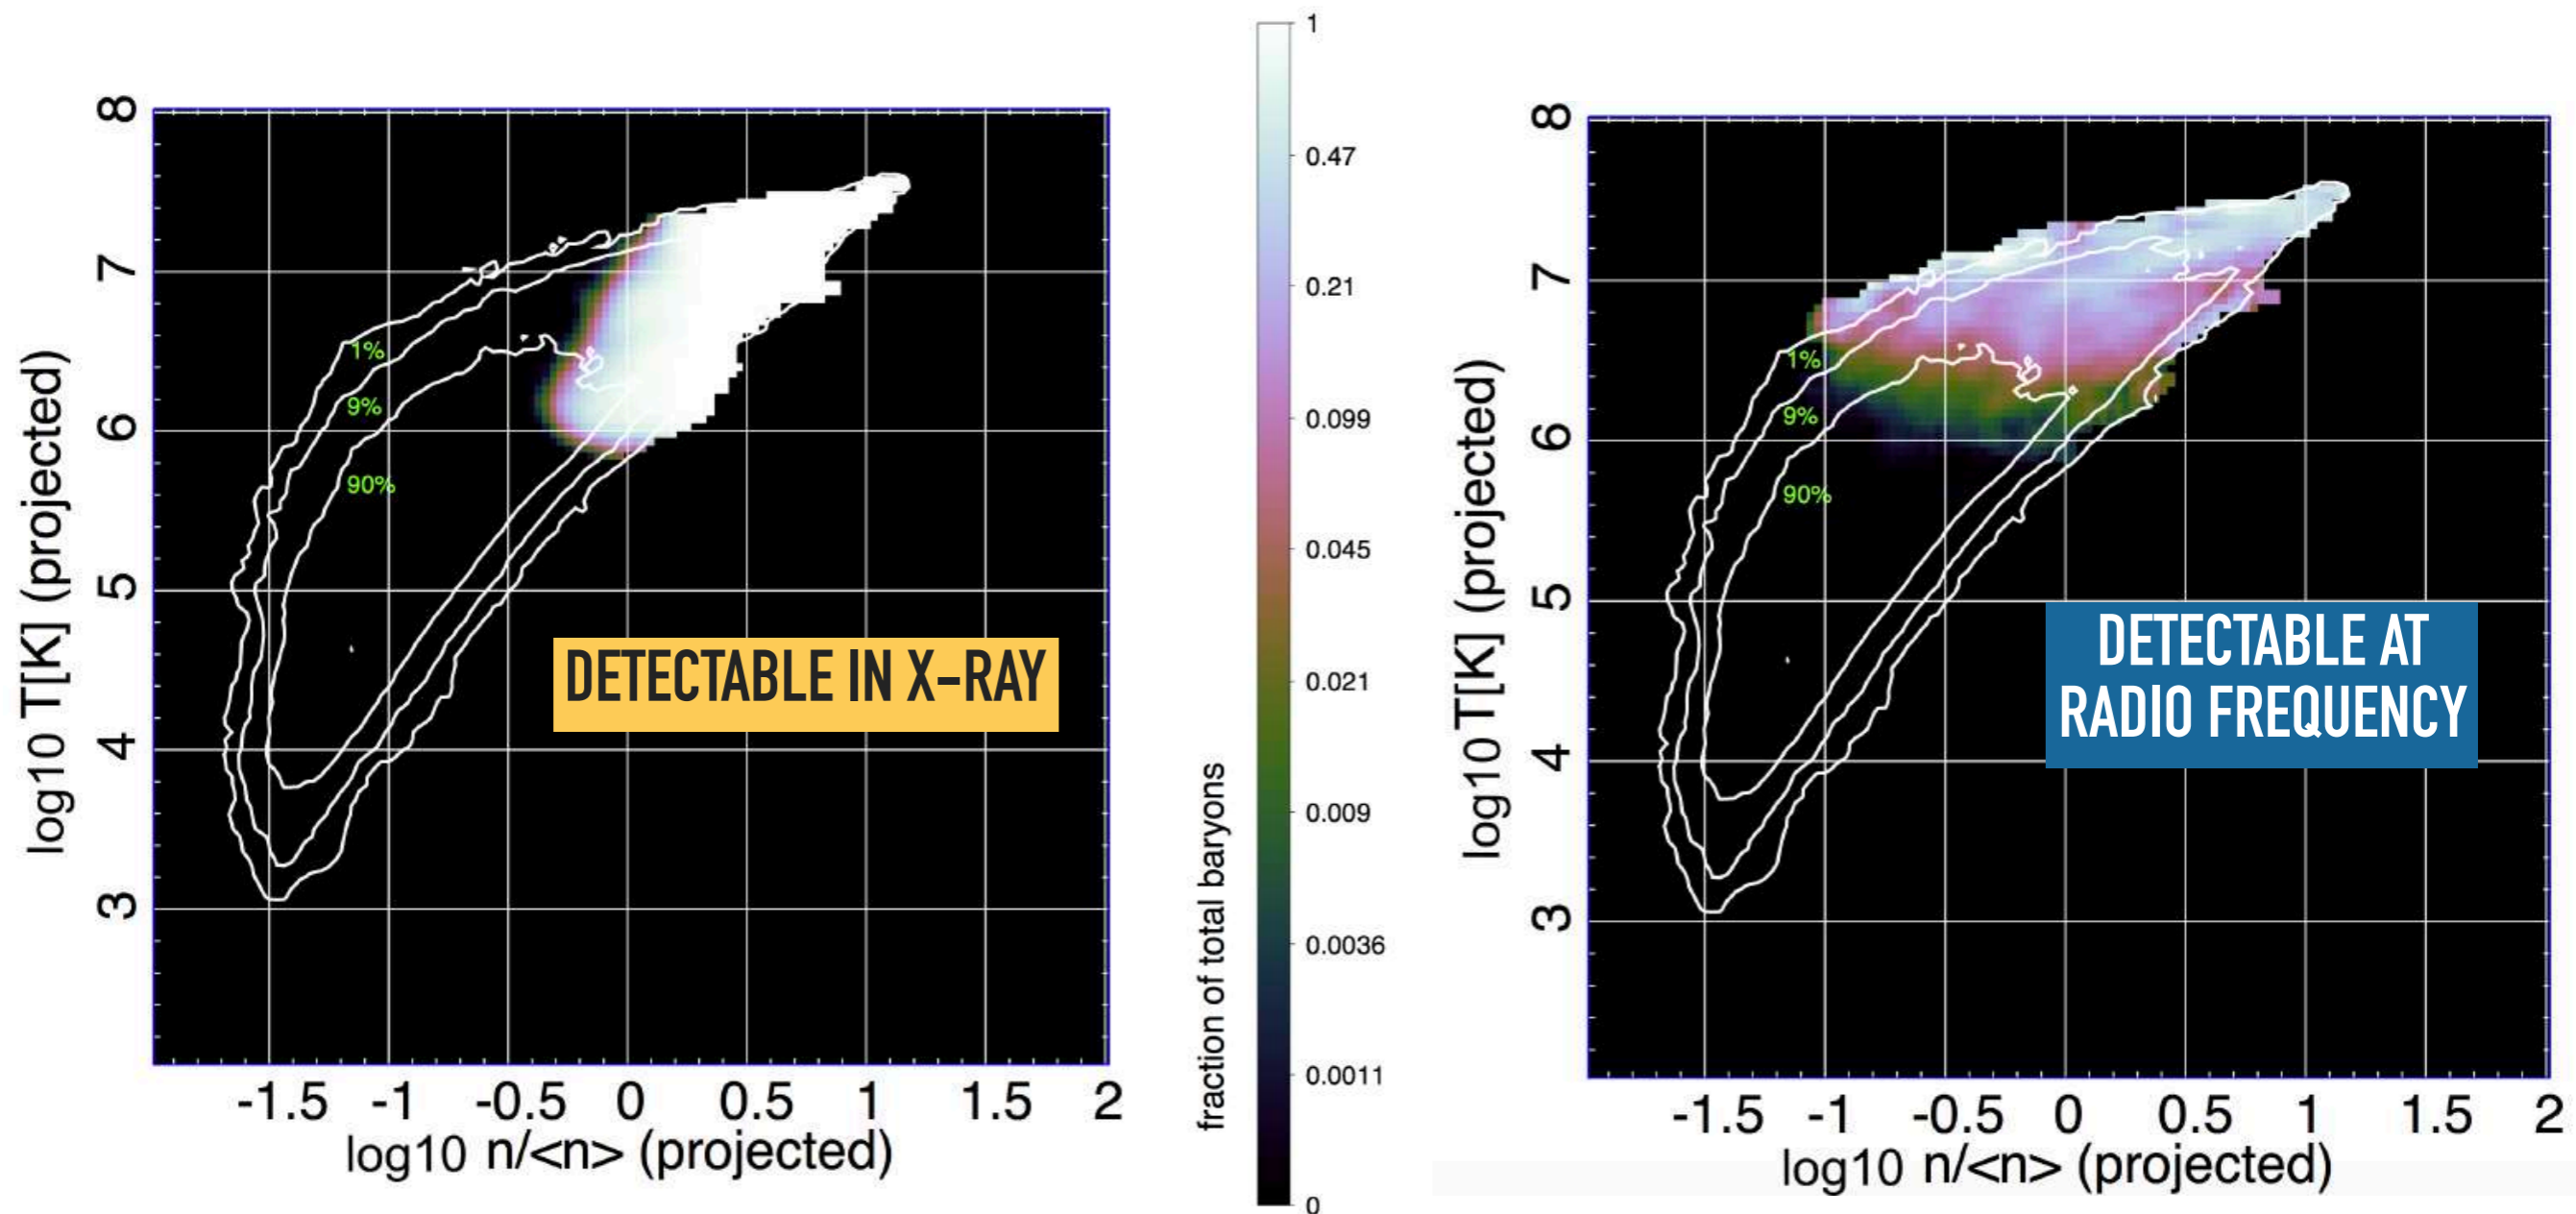 8
7
6
5
4
3
log10 T[K] (projected)
1%
9%
90%
DETECTABLE IN X-RAY
-1.5 -1 -0.5 0 0.5 1 1.5 2
log10 n/<n> (projected)
1
0.47
0.21
0.099
0.045
0.021
0.009
0.0036
0.0011
0
fraction of total baryons
8
7
6
5
4
3
log10 T[K] (projected)
1%
9%
90%
DETECTABLE AT
RADIO FREQUENCY
-1.5 -1 -0.5 0 0.5 1 1.5 2
log10 n/<n> (projected)